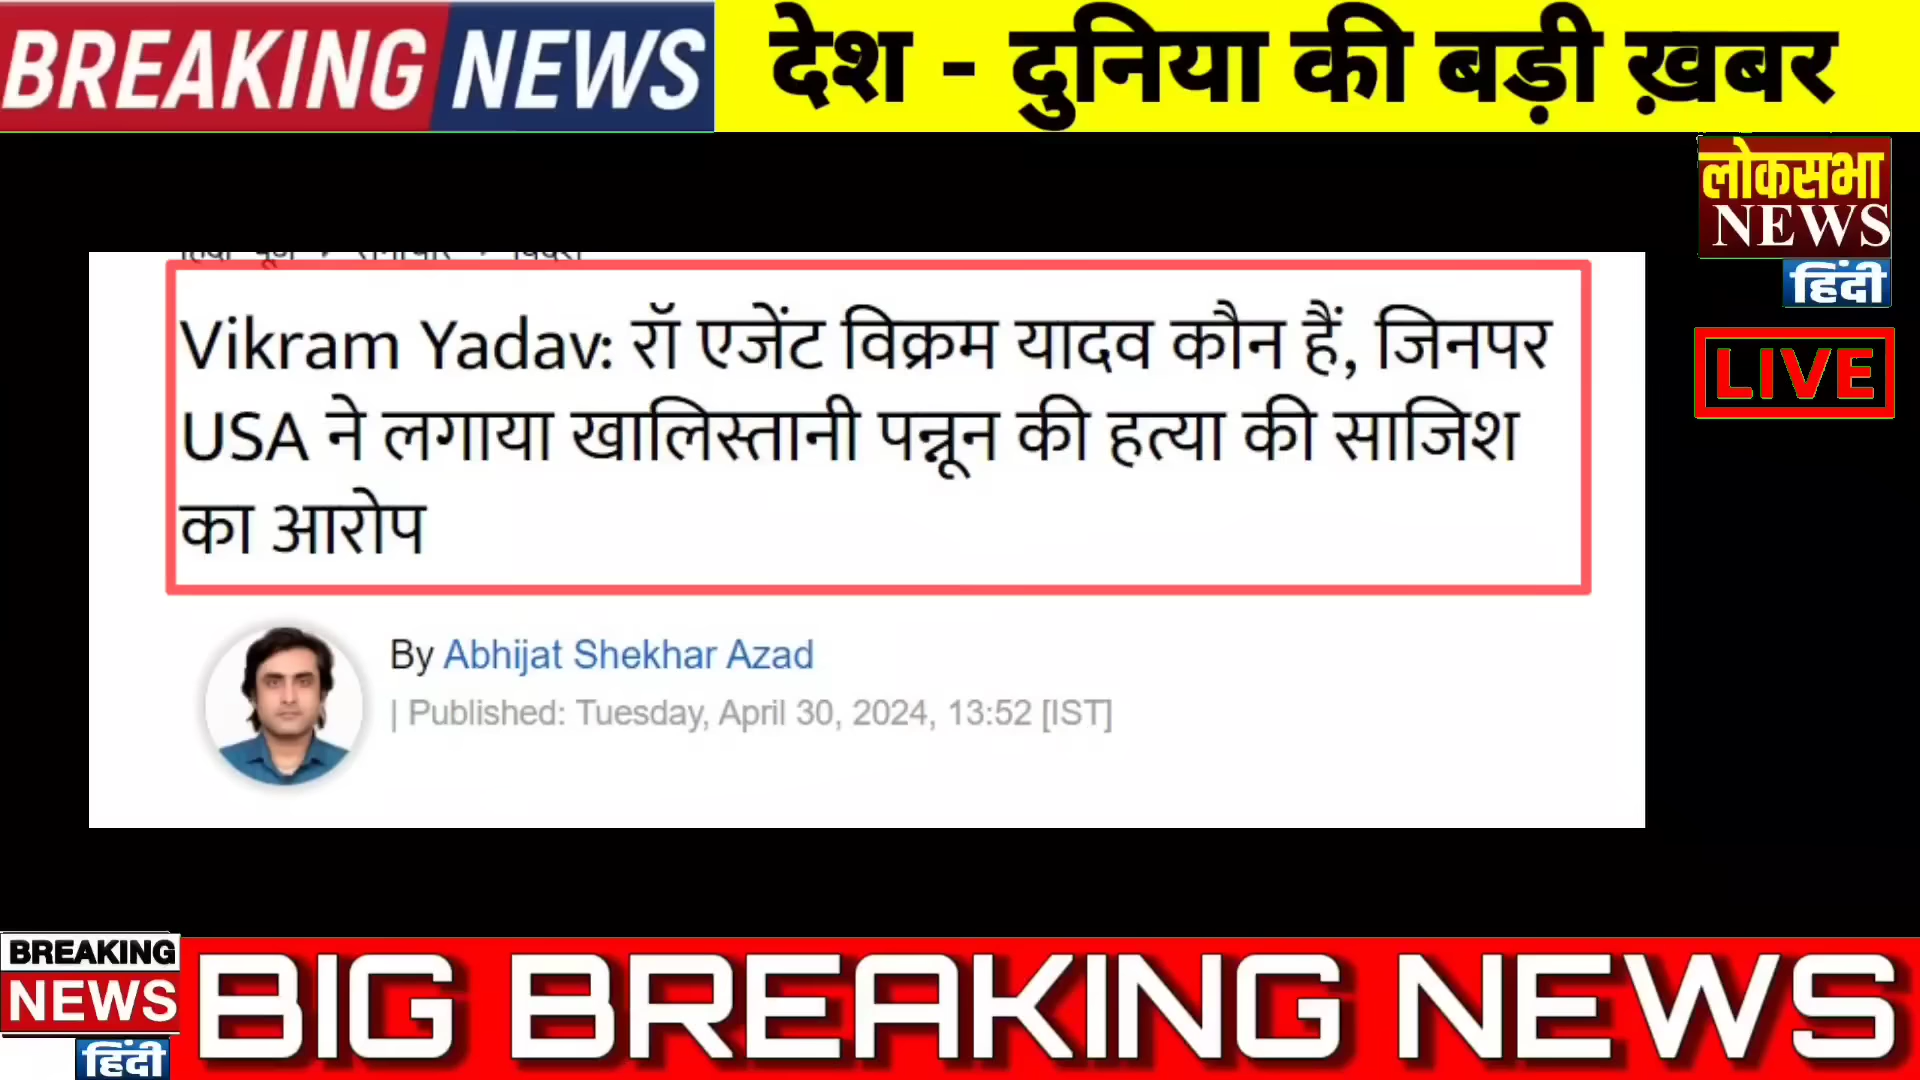 BREAKING NEWS
देश - दुनिया की बड़ी ख़बर
लोकसभा
NEWS
हिंदी
LIVE
Vikram Yadav: रॉ एजेंट विक्रम यादव कौन हैं, जिनपर
USA ने लगाया खालिस्तानी पन्नून की हत्या की साजिश
का आरोप
By Abhijat Shekhar Azad
| Published: Tuesday, April 30, 2024, 13:52 [IST]
BREAKING
NEWS
हिंदी
BIG BREAKING NEWS